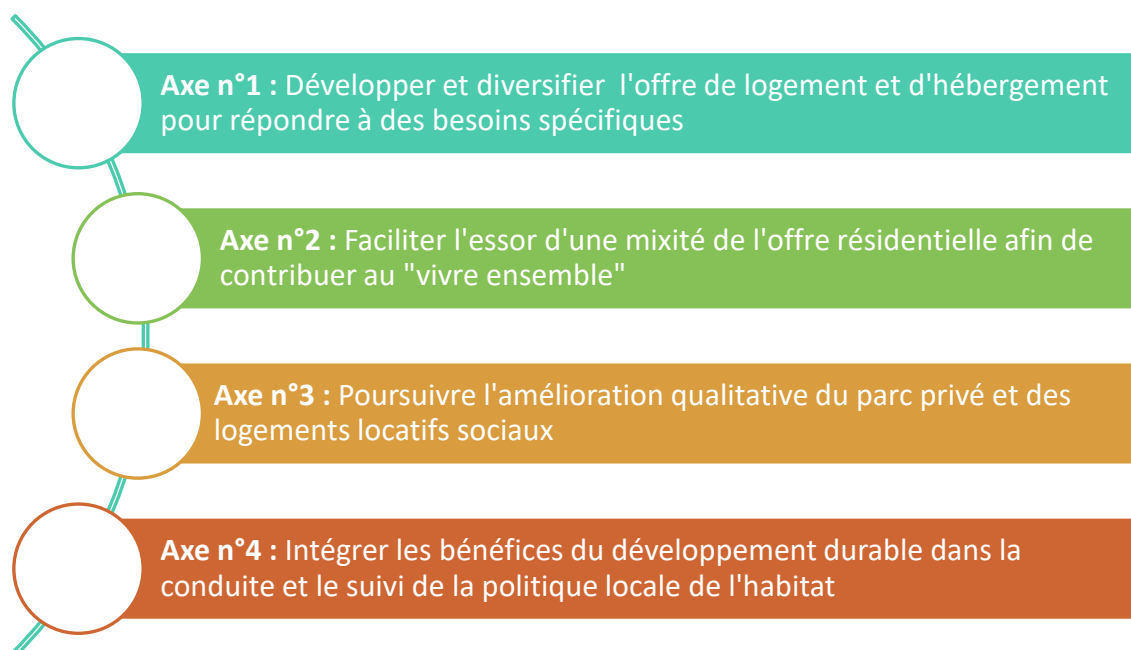 Axe n°1 : Développer et diversifier  l'offre de logement et d'hébergement
pour répondre à des besoins spécifiques
Axe n°2 : Faciliter l'essor d'une mixité de l'offre résidentielle afin de
contribuer au "vivre ensemble"
Axe n°3 : Poursuivre l'amélioration qualitative du parc privé et des
logements locatifs sociaux
Axe n°4 : Intégrer les bénéfices du développement durable dans la
conduite et le suivi de la politique locale de l'habitat